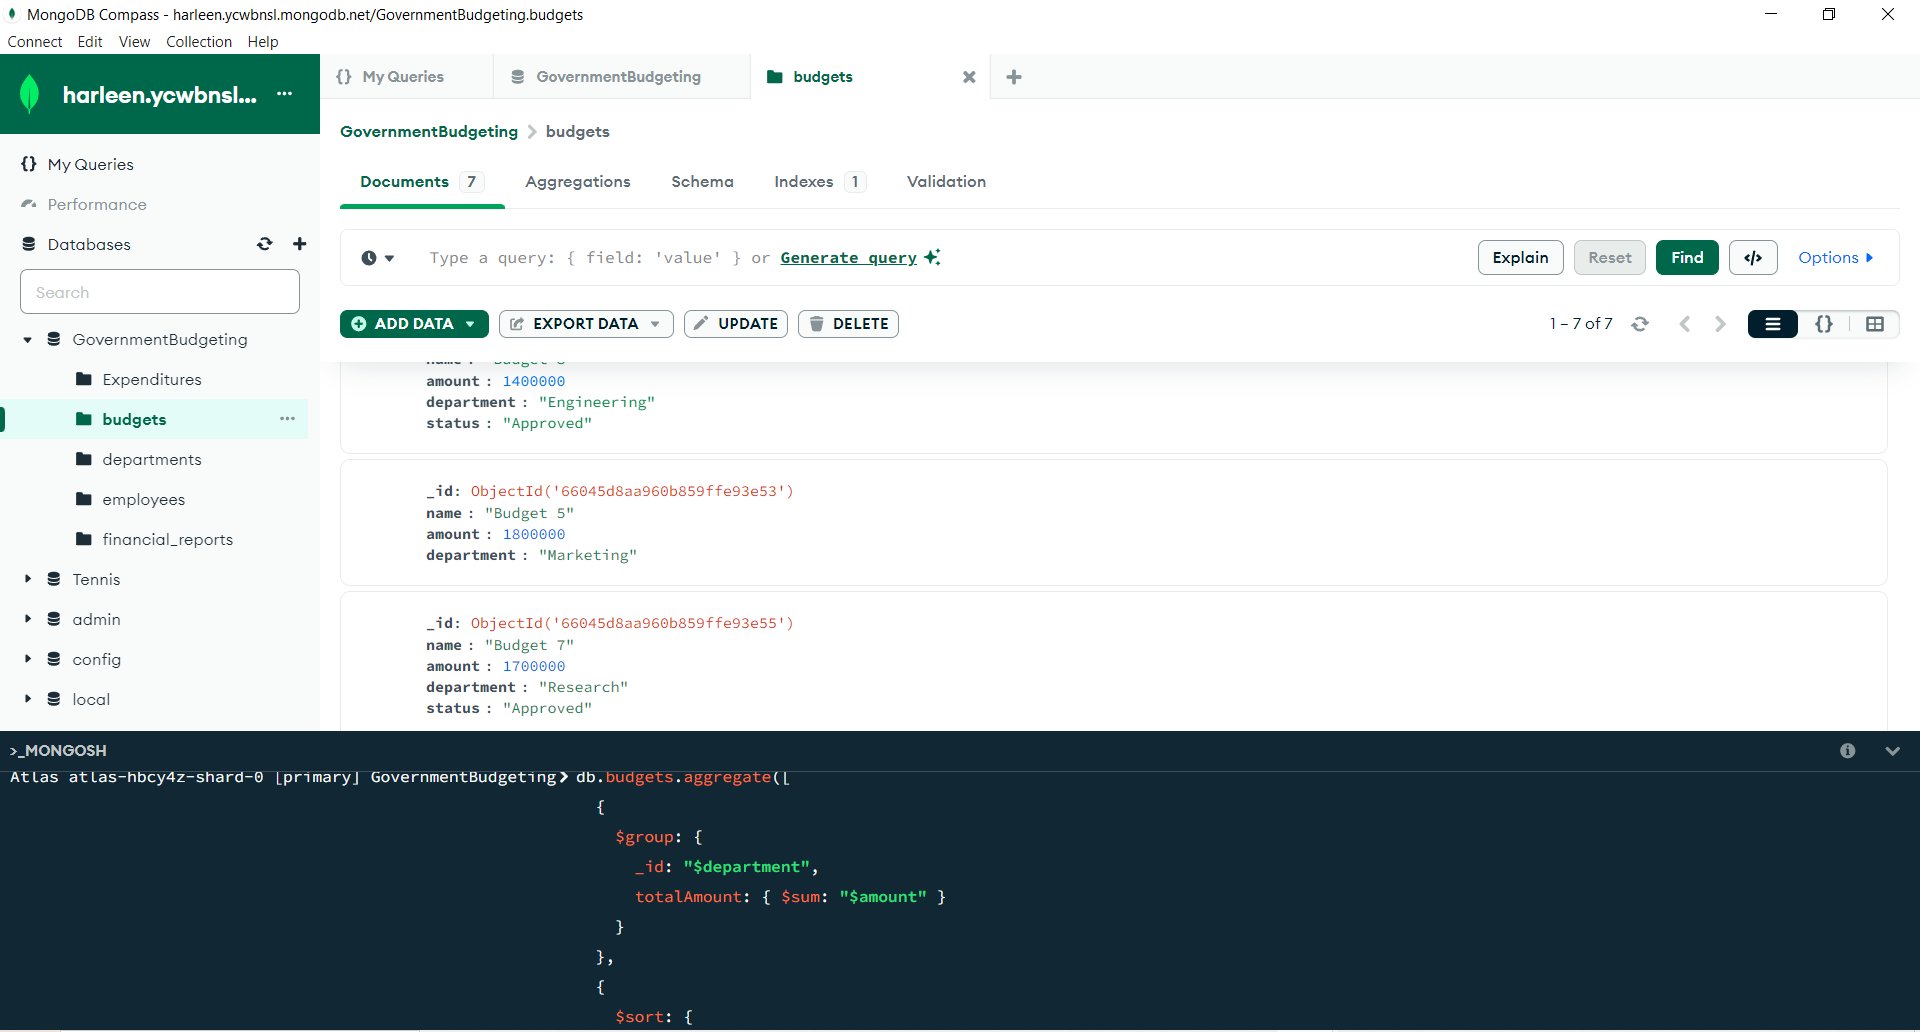 MongoDB Compass - harleen.ycwbnsl.mongodb.net/GovernmentBudgeting.budgets
Connect Edit View Collection Help
harleen.ycwbnsl... ...
{} My Queries
Performance
Databases
Search
GovernmentBudgeting
Expenditures
budgets ...
departments
employees
financial_reports
Tennis
admin
config
local
{} My Queries GovernmentBudgeting budgets
GovernmentBudgeting > budgets
Documents 7 Aggregations Schema Indexes 1 Validation
Type a query: { field: 'value' } or Generate query
Explain Reset Find </> Options
ADD DATA EXPORT DATA UPDATE DELETE
1 – 7 of 7 {}
amount : 1400000
department : "Engineering"
status : "Approved"
_id: ObjectId('66045d8aa960b859ffe93e53')
name : "Budget 5"
amount : 1800000
department : "Marketing"
_id: ObjectId('66045d8aa960b859ffe93e55')
name : "Budget 7"
amount : 1700000
department : "Research"
status : "Approved"
>_MONGOSH
Atlas atlas-hbcy4z-shard-0 [primary] GovernmentBudgeting> db.budgets.aggregate([
{
$group: {
_id: "$department",
totalAmount: { $sum: "$amount" }
}
},
{
$sort: {